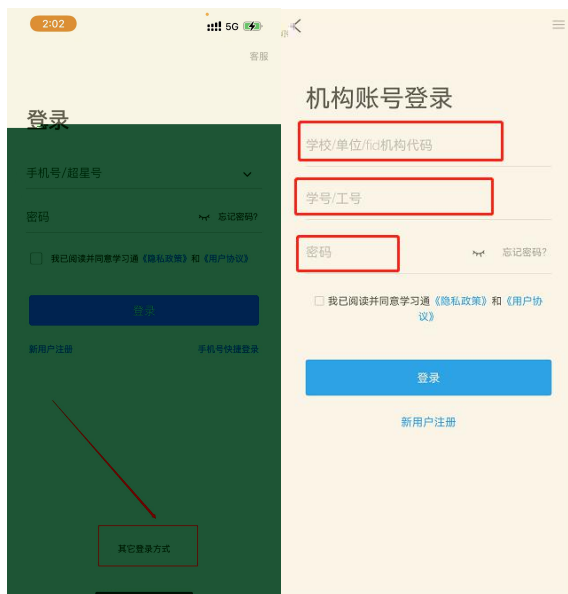 2:02
5G
客服
登录
手机号/超星号
密码
忘记密码?
我已阅读并同意学习通《隐私政策》和《用户协议》
登录
新用户注册
手机号快捷登录
其它登录方式
机构账号登录
学校/单位/fid机构代码
学号/工号
密码
忘记密码?
我已阅读并同意学习通《隐私政策》和《用户协
议》
登录
新用户注册